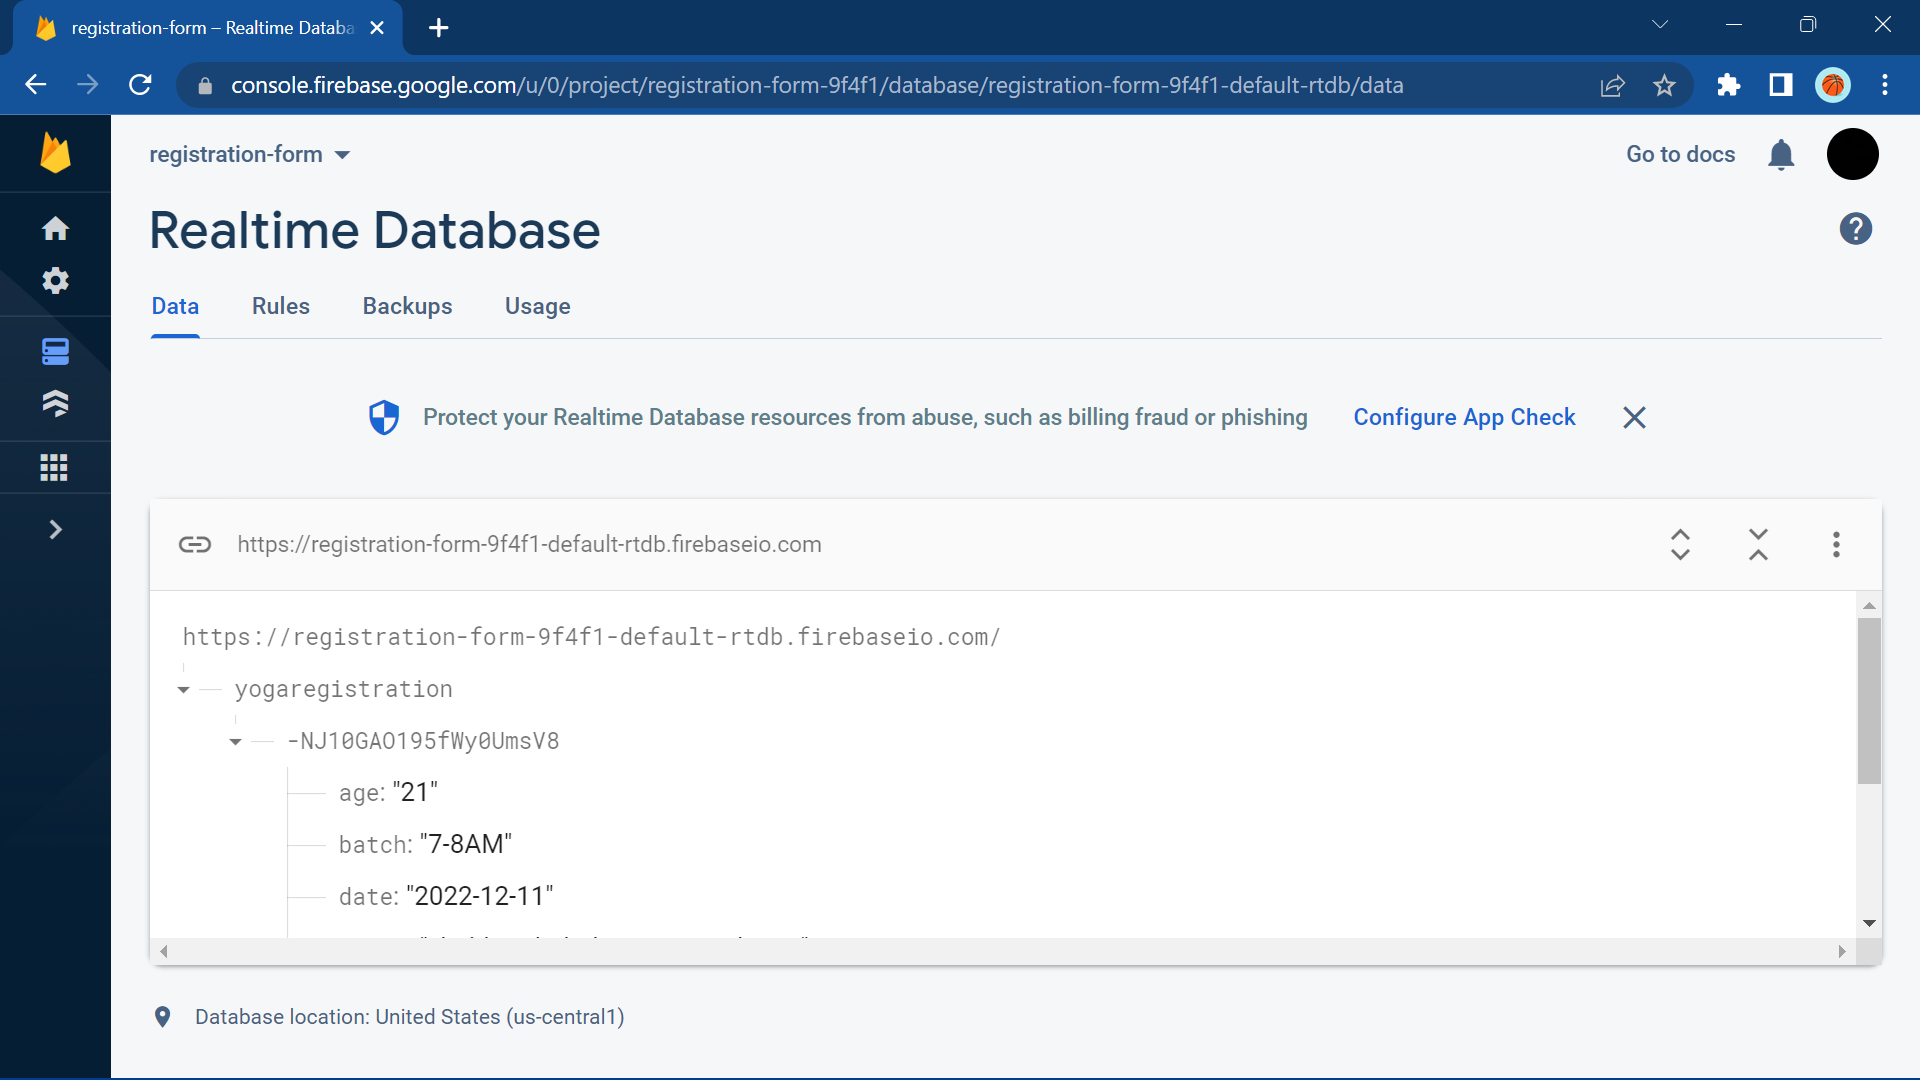 registration-form – Realtime Databa
console.firebase.google.com/u/0/project/registration-form-9f4f1/database/registration-form-9f4f1-default-rtdb/data
registration-form
Go to docs
Realtime Database
Data Rules Backups Usage
Protect your Realtime Database resources from abuse, such as billing fraud or phishing Configure App Check
https://registration-form-9f4f1-default-rtdb.firebaseio.com
https://registration-form-9f4f1-default-rtdb.firebaseio.com/
yogaregistration
-NJ10GAO195fWy0UmsV8
age: "21"
batch: "7-8AM"
date: "2022-12-11"
Database location: United States (us-central1)